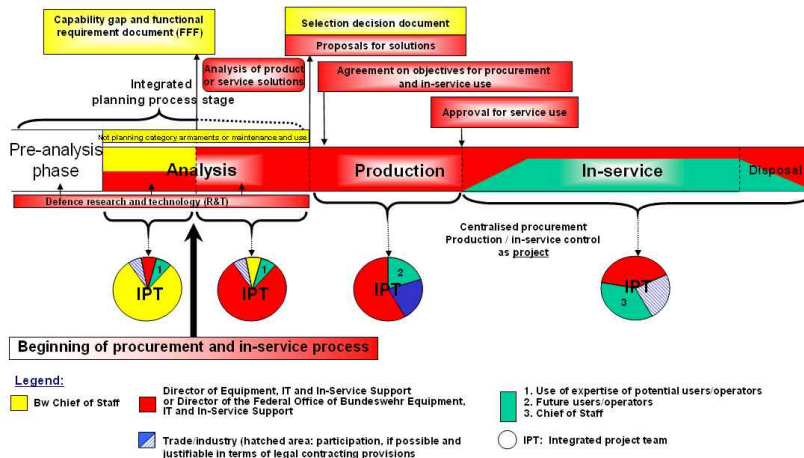 Capability gap and functional
requirement document (FFF)
Selection decision document
Proposals for solutions
Analysis of product
or service solutions
Agreement on objectives for procurement
and in-service use
Integrated
planning process stage
Approval for service use
Not planning category armaments or maintenance and use
Pre-analysis
phase
Analysis
Production
In-service
Disposal
Defence research and technology (R&T)
Centralised procurement
Production / in-service control
as project
1
IPT
1
IPT
2
IPT
IPT
3
Beginning of procurement and in-service process
Legend:
Bw Chief of Staff
Director of Equipment, IT and In-Service Support
or Director of the Federal Office of Bundeswehr Equipment,
IT and In-Service Support
Trade/industry (hatched area: participation, if possible and
justifiable in terms of legal contracting provisions
1. Use of expertise of potential users/operators
2. Future users/operators
3. Chief of Staff
IPT: Integrated project team